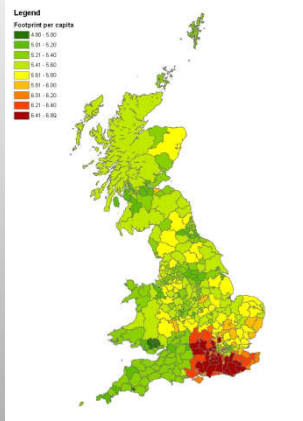 Legend
Footprint per capita
4.80 - 5.00
5.01 - 5.20
5.21 - 5.40
5.41 - 5.60
5.61 - 5.80
5.81 - 6.00
6.01 - 6.20
6.21 - 6.40
6.41 - 6.89